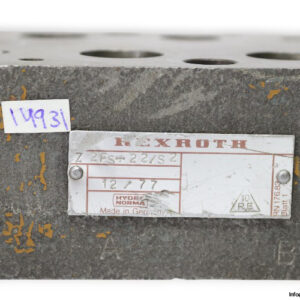 14931
REXROTH
Z 2FS-22/S2
12/77
HYDRO
NORMA
Made in Germany
A
B